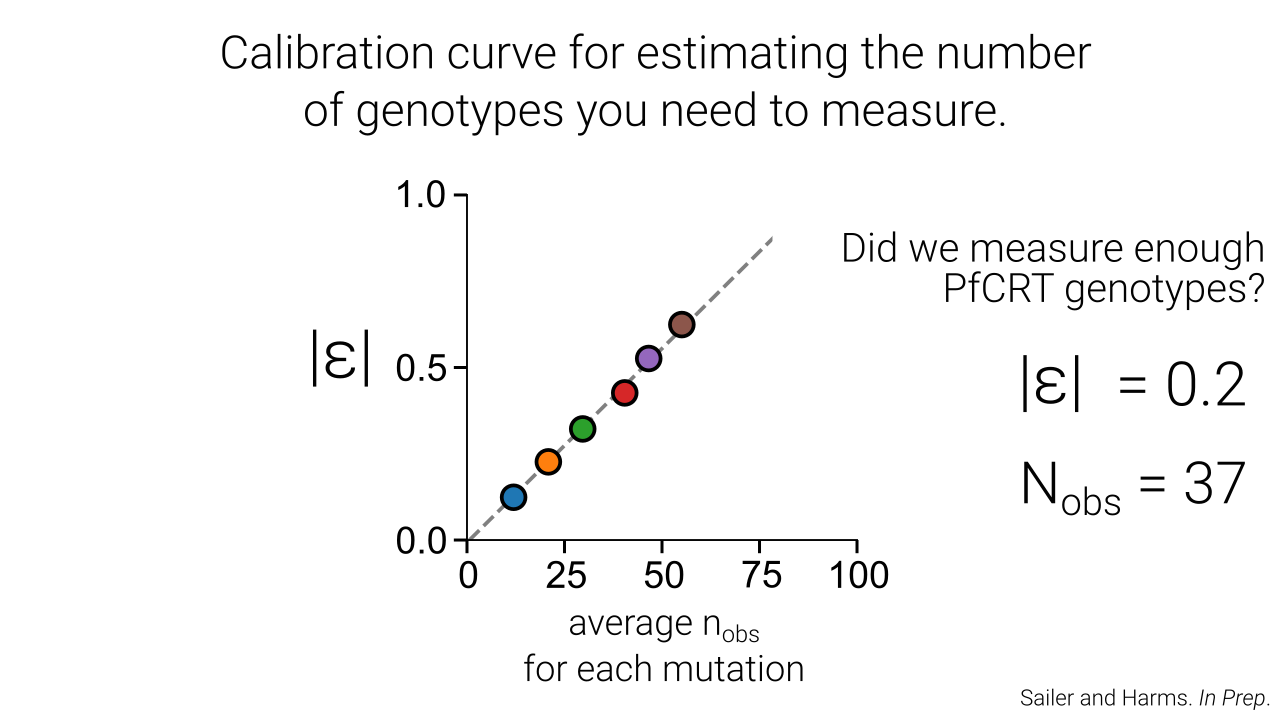 Calibration curve for estimating the number
of genotypes you need to measure.
1.0
0.5
0.0
|ε|
0 25 50 75 100
average nobs
for each mutation
Did we measure enough
PfCRT genotypes?
|ε| = 0.2
Nobs = 37
Sailer and Harms. In Prep.